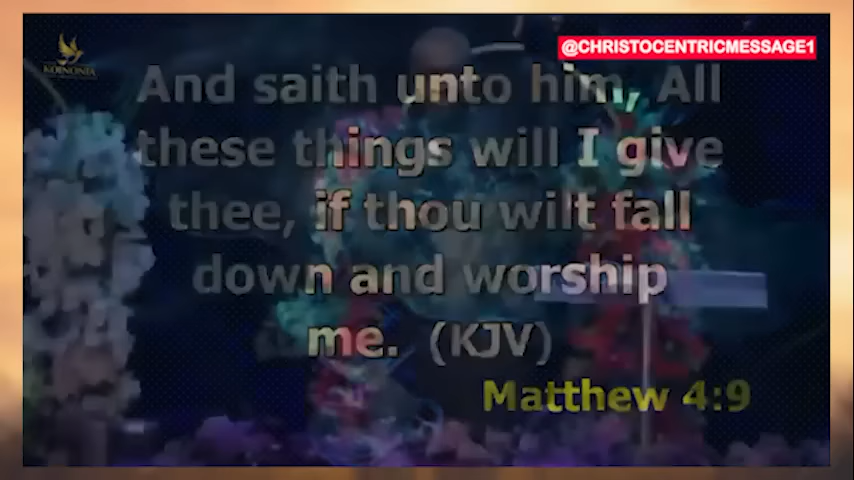 @CHRISTOCENTRICMESSAGE1
KOINONIA
And saith unto him, All
these things will I give
thee, if thou wilt fall
down and worship
me. (KJV)
Matthew 4:9